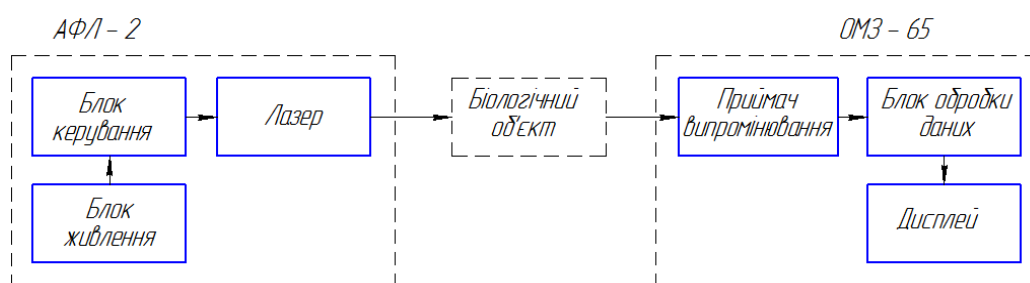 АФЛ - 2
Блок
керування
Лазер
Блок
живлення
Біологічний
об'єкт
ОМЗ - 65
Приймач
випромінювання
Блок обробки
даних
Дисплей